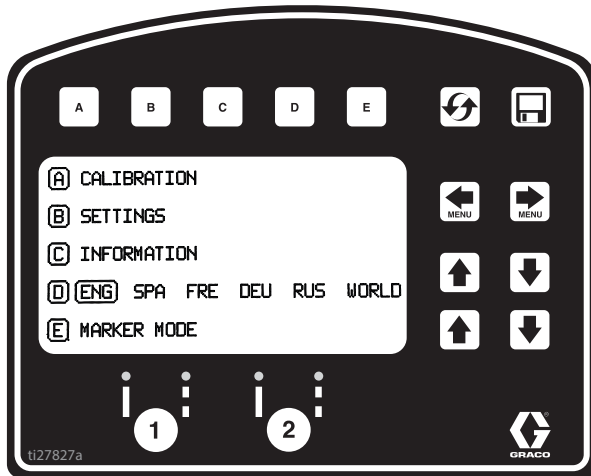 A B C D E
A CALIBRATION
MENU MENU
B SETTINGS
C INFORMATION
D ENG SPA FRE DEU RUS WORLD
E MARKER MODE
1 2
ti27827a
GRACO